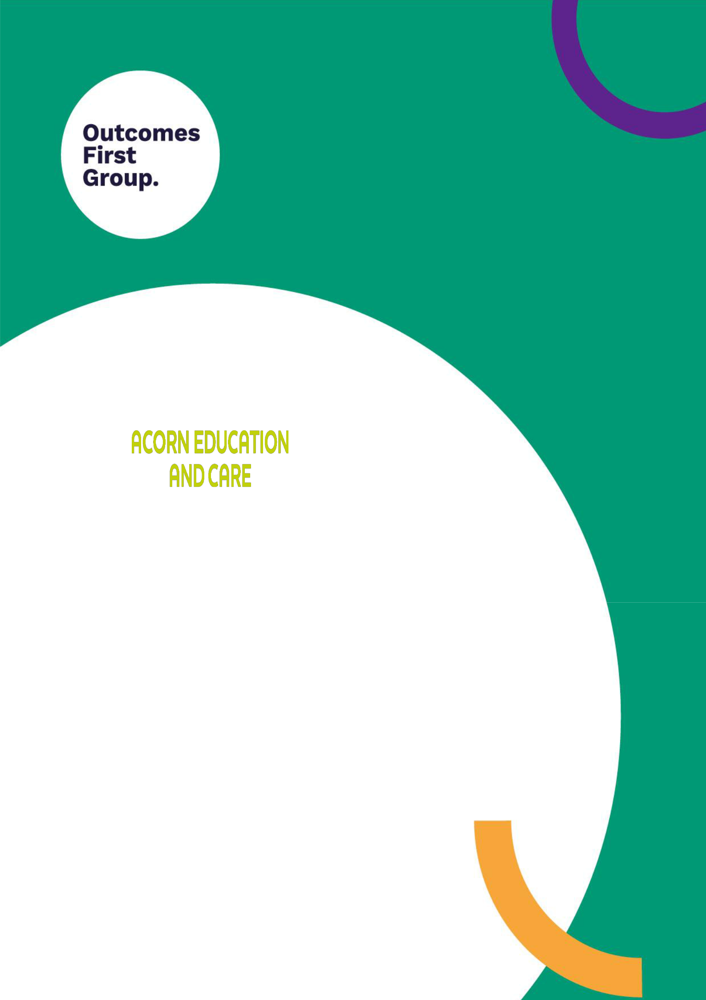 Outcomes
First
Group.
ACORN EDUCATION
AND CARE